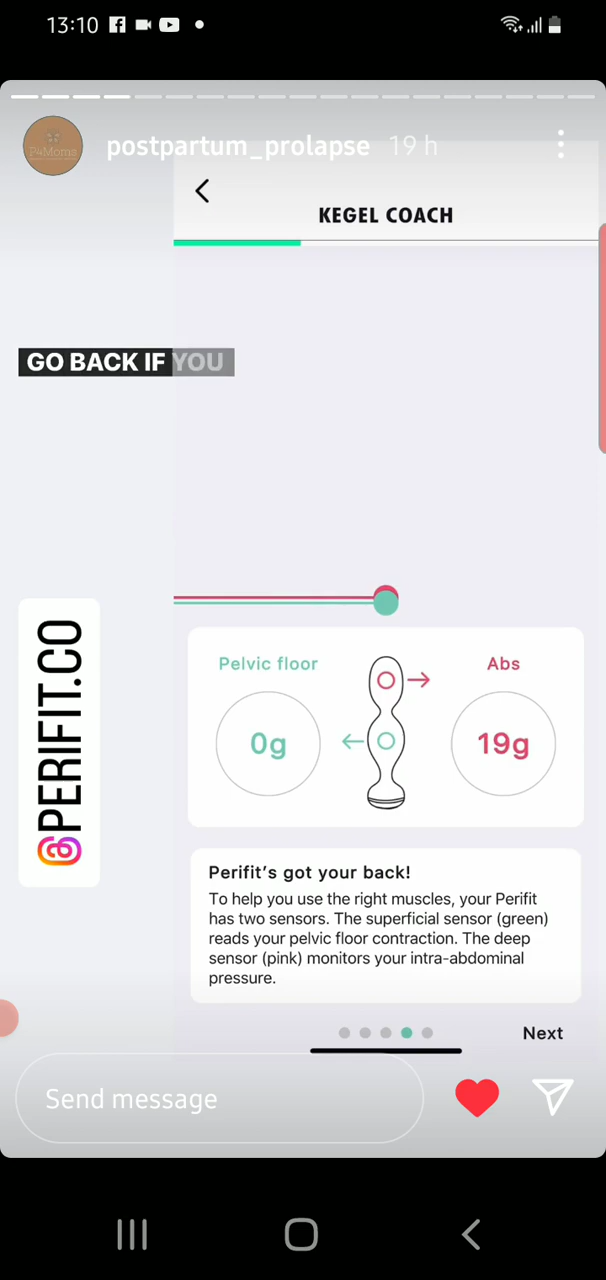 13:10
P4Moms
postpartum_prolapse 19 h
KEGEL COACH
GO BACK IF YOU
@PERIFIT.CO
Pelvic floor
Abs
0g
19g
Perifit's got your back!
To help you use the right muscles, your Perifit
has two sensors. The superficial sensor (green)
reads your pelvic floor contraction. The deep
sensor (pink) monitors your intra-abdominal
pressure.
Next
Send message